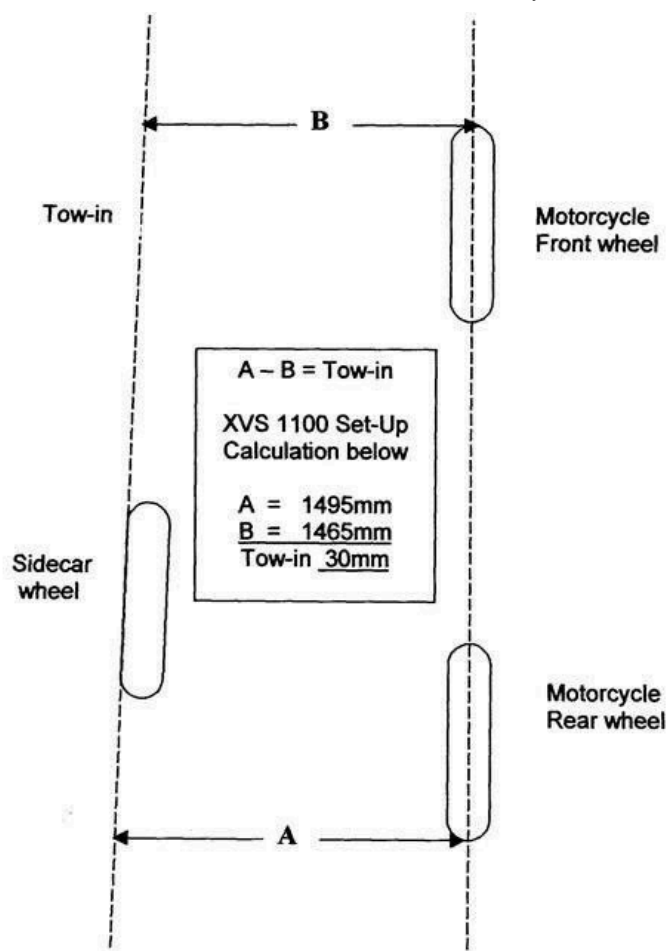 B
Tow-in
Motorcycle
Front wheel
A – B = Tow-in
XVS 1100 Set-Up
Calculation below
A = 1495mm
B = 1465mm
Tow-in 30mm
Sidecar
wheel
Motorcycle
Rear wheel
A